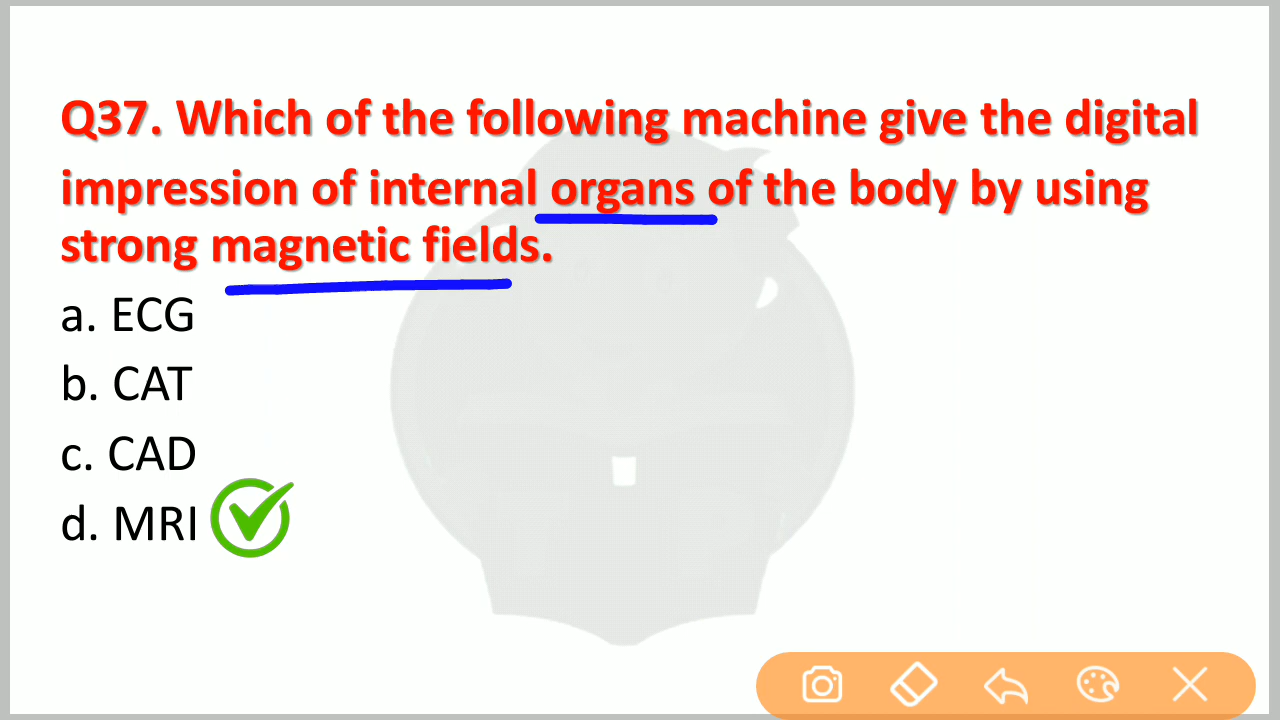 Q37. Which of the following machine give the digital
impression of internal organs of the body by using
strong magnetic fields.
a. ECG
b. CAT
c. CAD
d. MRI